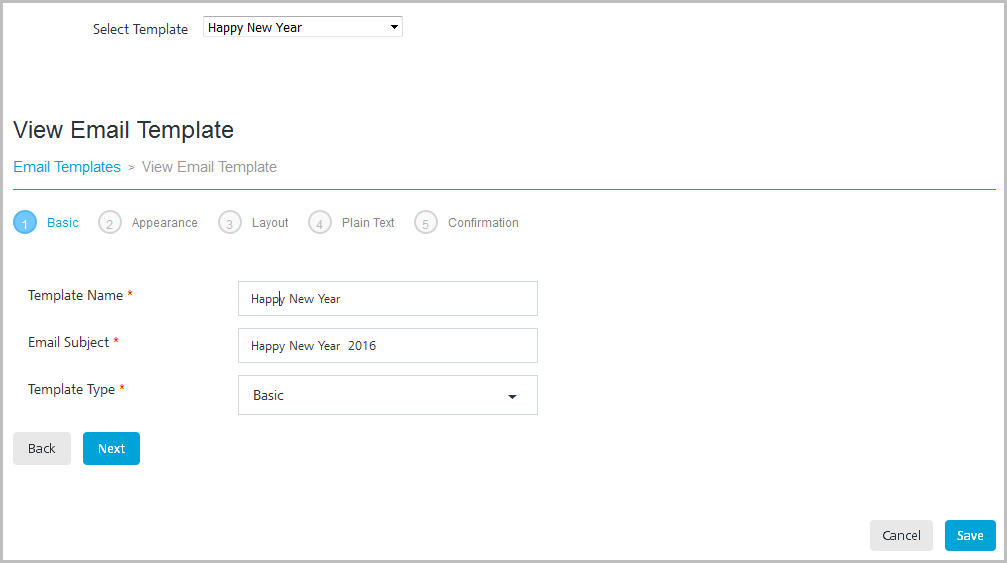 Select Template Happy New Year
View Email Template
Email Templates > View Email Template
1 Basic 2 Appearance 3 Layout 4 Plain Text 5 Confirmation
Template Name * Happy New Year
Email Subject * Happy New Year 2016
Template Type * Basic
Back Next
Cancel Save